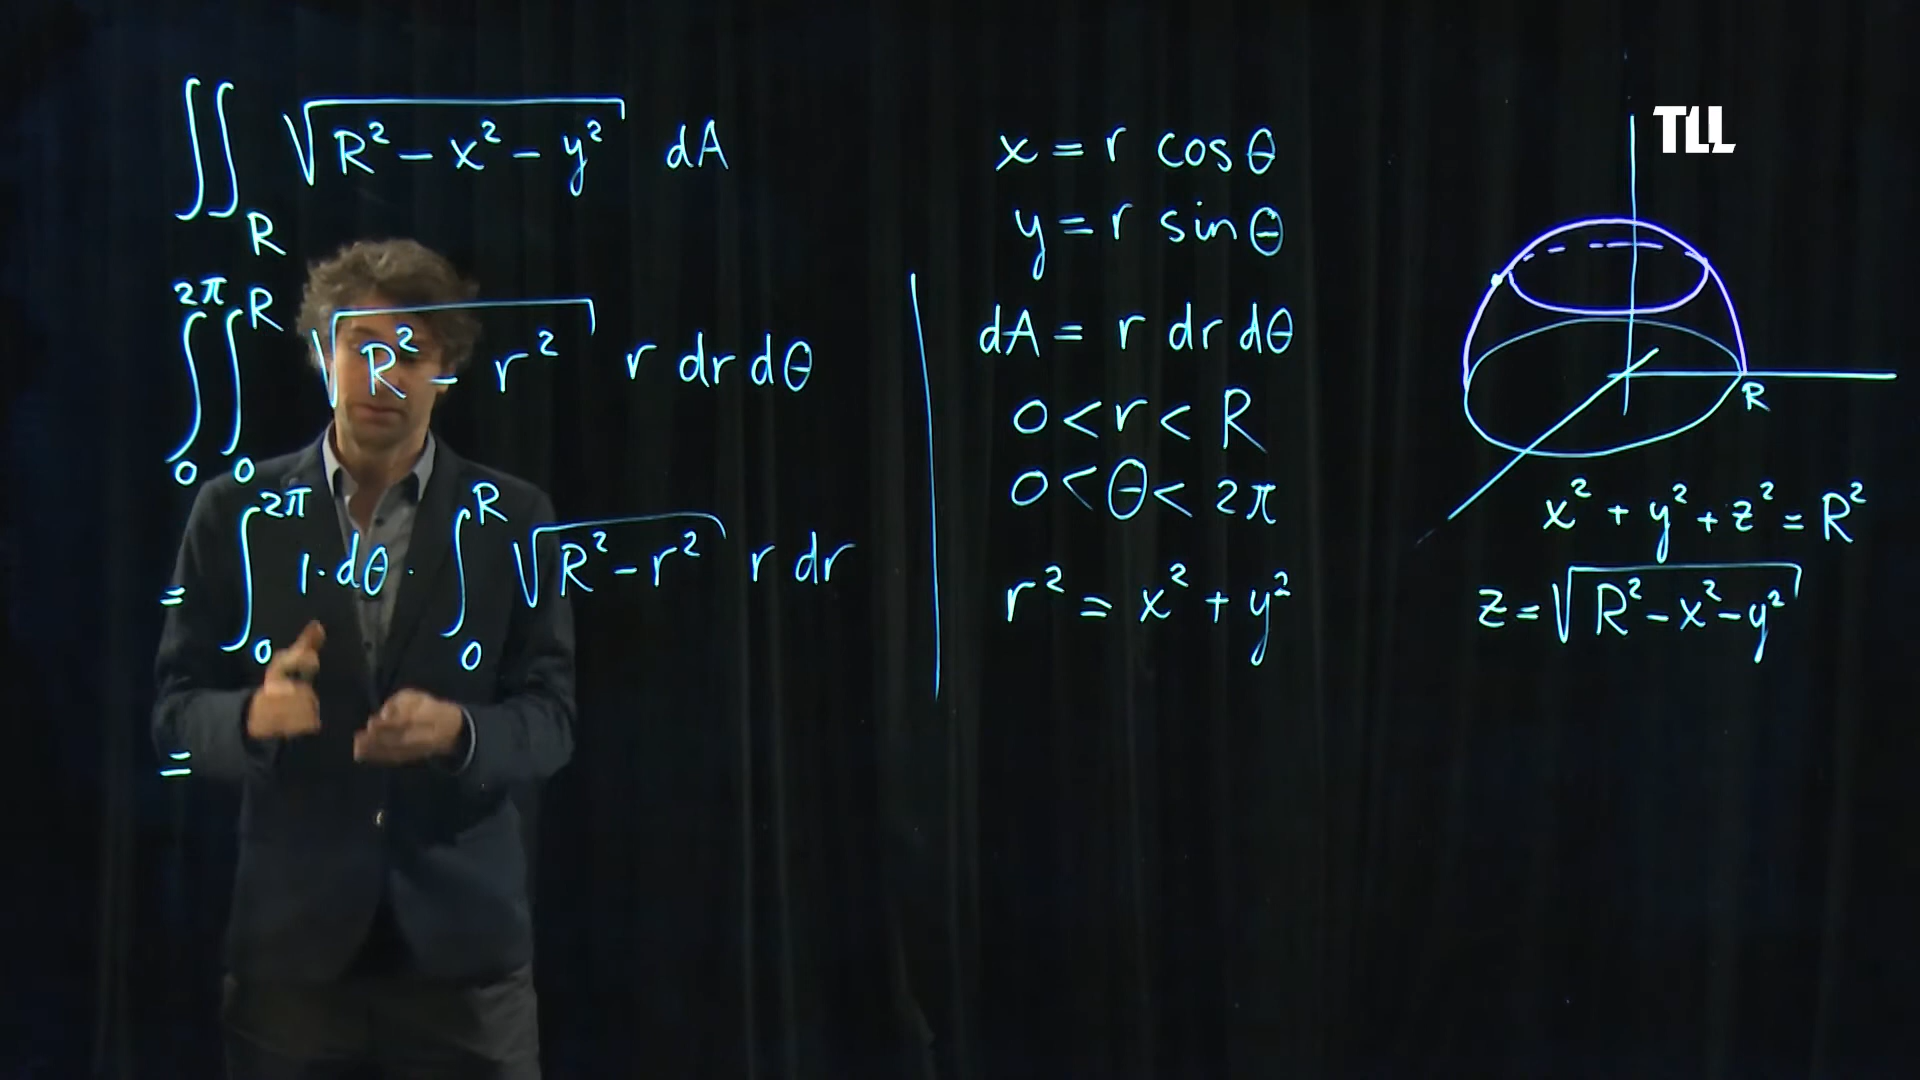 ∬_R √(R² − x² − y²) dA
∫₀^2π ∫₀^R √(R² − r²) r dr dθ
= ∫₀^2π 1·dθ · ∫₀^R √(R² − r²) r dr
=
x = r cos θ
y = r sin θ
dA = r dr dθ
0 < r < R
0 < θ < 2π
r² = x² + y²
TLL
R
x² + y² + z² = R²
z = √(R² − x² − y²)